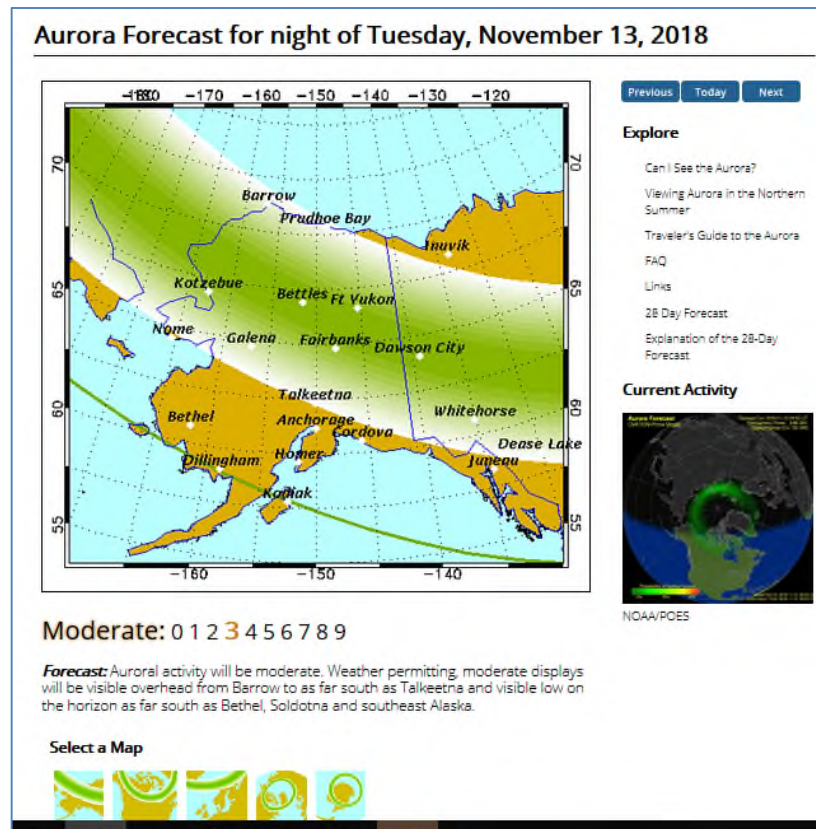 Aurora Forecast for night of Tuesday, November 13, 2018
-170 -160 -150 -140 -130 -120
70 70
Barrow
Prudhoe Bay
Inuvik
65 65
Kotzebue
Bettles Ft Yukon
Nome
Galena Fairbanks Dawson City
60 60
Talkeetna
Bethel Anchorage Whitehorse
Cordova
Dease Lake
Dillingham Homer Juneau
Kodiak
55 55
-160 -150 -140
Moderate: 0 1 2 3 4 5 6 7 8 9
Forecast: Auroral activity will be moderate. Weather permitting, moderate displays
will be visible overhead from Barrow to as far south as Talkeetna and visible low on
the horizon as far south as Bethel, Soldotna and southeast Alaska.
Select a Map
Previous Today Next
Explore
Can I See the Aurora?
Viewing Aurora in the Northern
Summer
Traveler's Guide to the Aurora
FAQ
Links
28 Day Forecast
Explanation of the 28-Day
Forecast
Current Activity
Aurora Forecast
NOAA/POES